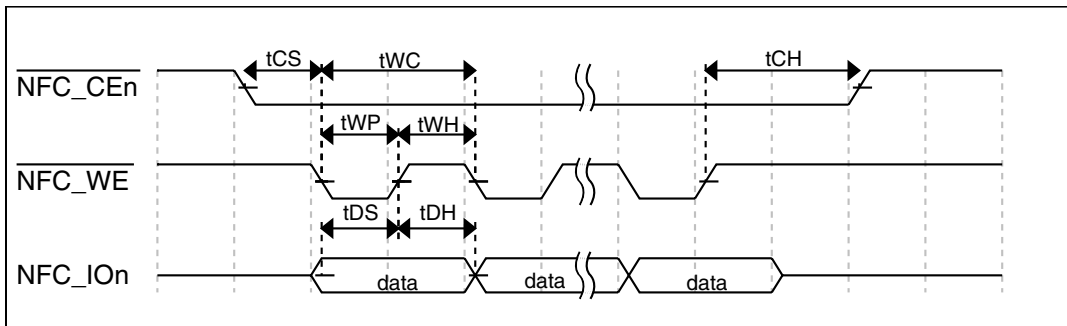 tCS tWC tCH
NFC_CEn
tWP tWH
NFC_WE
tDS tDH
NFC_IOn
data data data